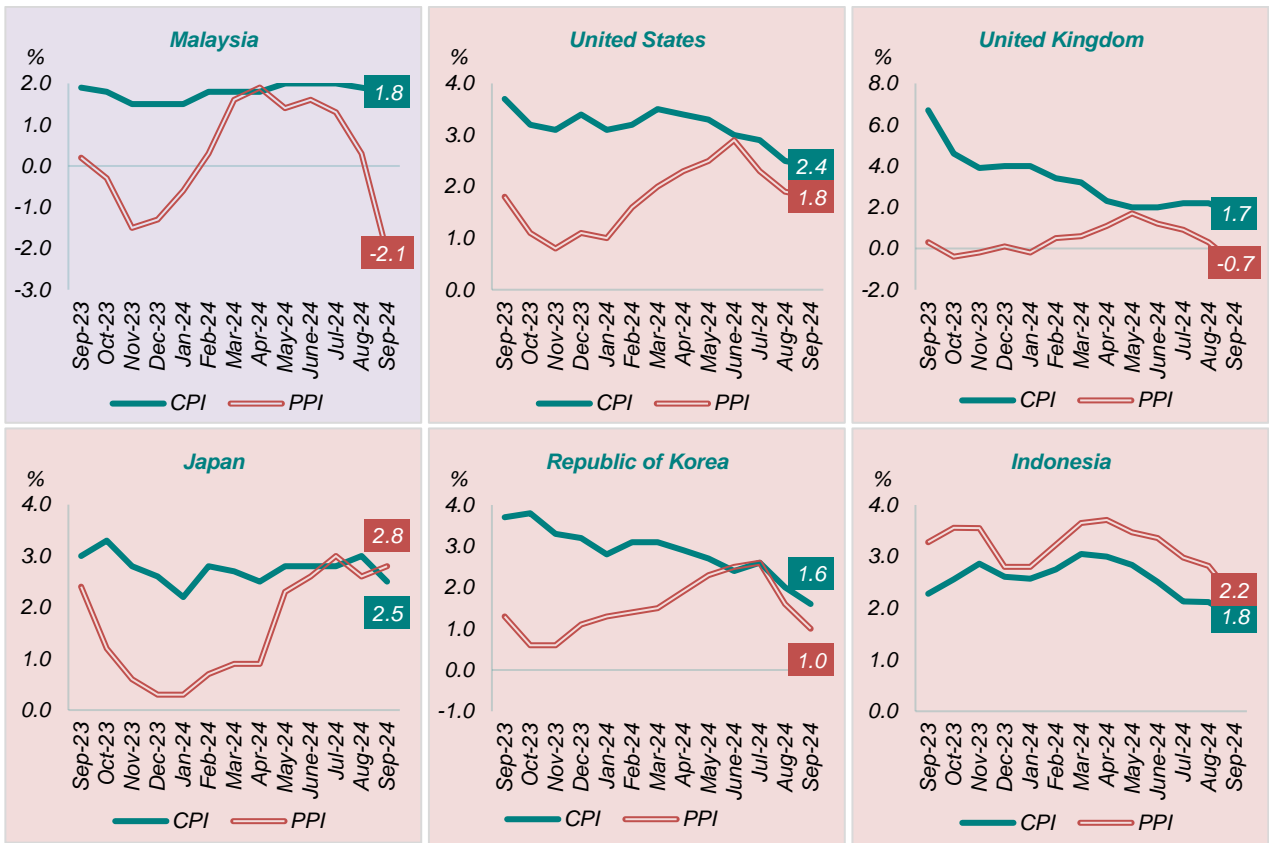 Malaysia
%
2.0
1.0
0.0
-1.0
-2.0
-3.0
1.8
-2.1
Sep-23
Oct-23
Nov-23
Dec-23
Jan-24
Feb-24
Mar-24
Apr-24
May-24
June-24
Jul-24
Aug-24
Sep-24
CPI PPI
United States
%
4.0
3.0
2.0
1.0
0.0
2.4
1.8
Sep-23
Oct-23
Nov-23
Dec-23
Jan-24
Feb-24
Mar-24
Apr-24
May-24
June-24
Jul-24
Aug-24
Sep-24
CPI PPI
United Kingdom
%
8.0
6.0
4.0
2.0
0.0
-2.0
1.7
-0.7
Sep-23
Oct-23
Nov-23
Dec-23
Jan-24
Feb-24
Mar-24
Apr-24
May-24
June-24
Jul-24
Aug-24
Sep-24
CPI PPI
Japan
%
4.0
3.0
2.0
1.0
0.0
2.8
2.5
Sep-23
Oct-23
Nov-23
Dec-23
Jan-24
Feb-24
Mar-24
Apr-24
May-24
June-24
Jul-24
Aug-24
Sep-24
CPI PPI
Republic of Korea
%
4.0
3.0
2.0
1.0
0.0
-1.0
1.6
1.0
Sep-23
Oct-23
Nov-23
Dec-23
Jan-24
Feb-24
Mar-24
Apr-24
May-24
June-24
Jul-24
Aug-24
Sep-24
CPI PPI
Indonesia
%
4.0
3.0
2.0
1.0
0.0
2.2
1.8
Sep-23
Oct-23
Nov-23
Dec-23
Jan-24
Feb-24
Mar-24
Apr-24
May-24
June-24
Jul-24
Aug-24
Sep-24
CPI PPI